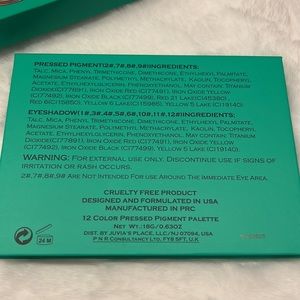 PRESSED PIGMENT(2#,7#,8#,9#)INGREDIENTS:
TALC, MICA, PHENYL TRIMETHICONE, DIMETHICONE, ETHYLHEXYL PALMITATE,
MAGNESIUM STEARATE, POLYMETHYL METHACRYLATE, KAOLIN, TOCOPHERYL
ACETATE, ETHYLHEXYLGLYCERIN, PHENOXYETHANOL, MAY CONTAIN: TITANIUM
DIOXIDE(CI77891), IRON OXIDE RED (CI77491), IRON OXIDE YELLOW
(CI77492), IRON OXIDE BLACK (CI77499), RED 21 LAKE(CI45380),
RED 6(CI15850), YELLOW 6 LAKE (CI15985), YELLOW 5 LAKE (CI19140)
EYESHADOW(1#,3#,4#,5#,6#,10#,11#,12#)INGREDIENTS:
TALC, MICA, PHENYL TRIMETHICONE, DIMETHICONE, ETHYLHEXYL PALMITATE,
MAGNESIUM STEARATE, POLYMETHYL METHACRYLATE, KAOLIN, TOCOPHERYL
ACETATE, ETHYLHEXYLGLYCERIN, PHENOXYETHANOL, MAY CONTAIN: TITANIUM
DIOXIDE(CI77891), IRON OXIDE RED (CI77491), IRON OXIDE YELLOW
(CI77492), IRON OXIDE BLACK (CI77499), YELLOW 5 LAKE (CI19140)
WARNING: FOR EXTERNAL USE ONLY. DISCONTINUE USE IF SIGNS OF
IRRITATION OR RASH OCCURS.
2#,7#,8#,9# ARE NOT INTENDED FOR USE AROUND THE IMMEDIATE EYE AREA.
CRUELTY FREE PRODUCT
DESIGNED AND FORMULATED IN USA
MANUFACTURED IN PRC
12 COLOR PRESSED PIGMENT PALETTE
NET WT. 18G/0.63OZ
DIST. BY JUVIA'S PLACE, LLC/NJ 07094, USA
P N R CONSULTANCY LTD. FY8 5FT, U.K
24 M